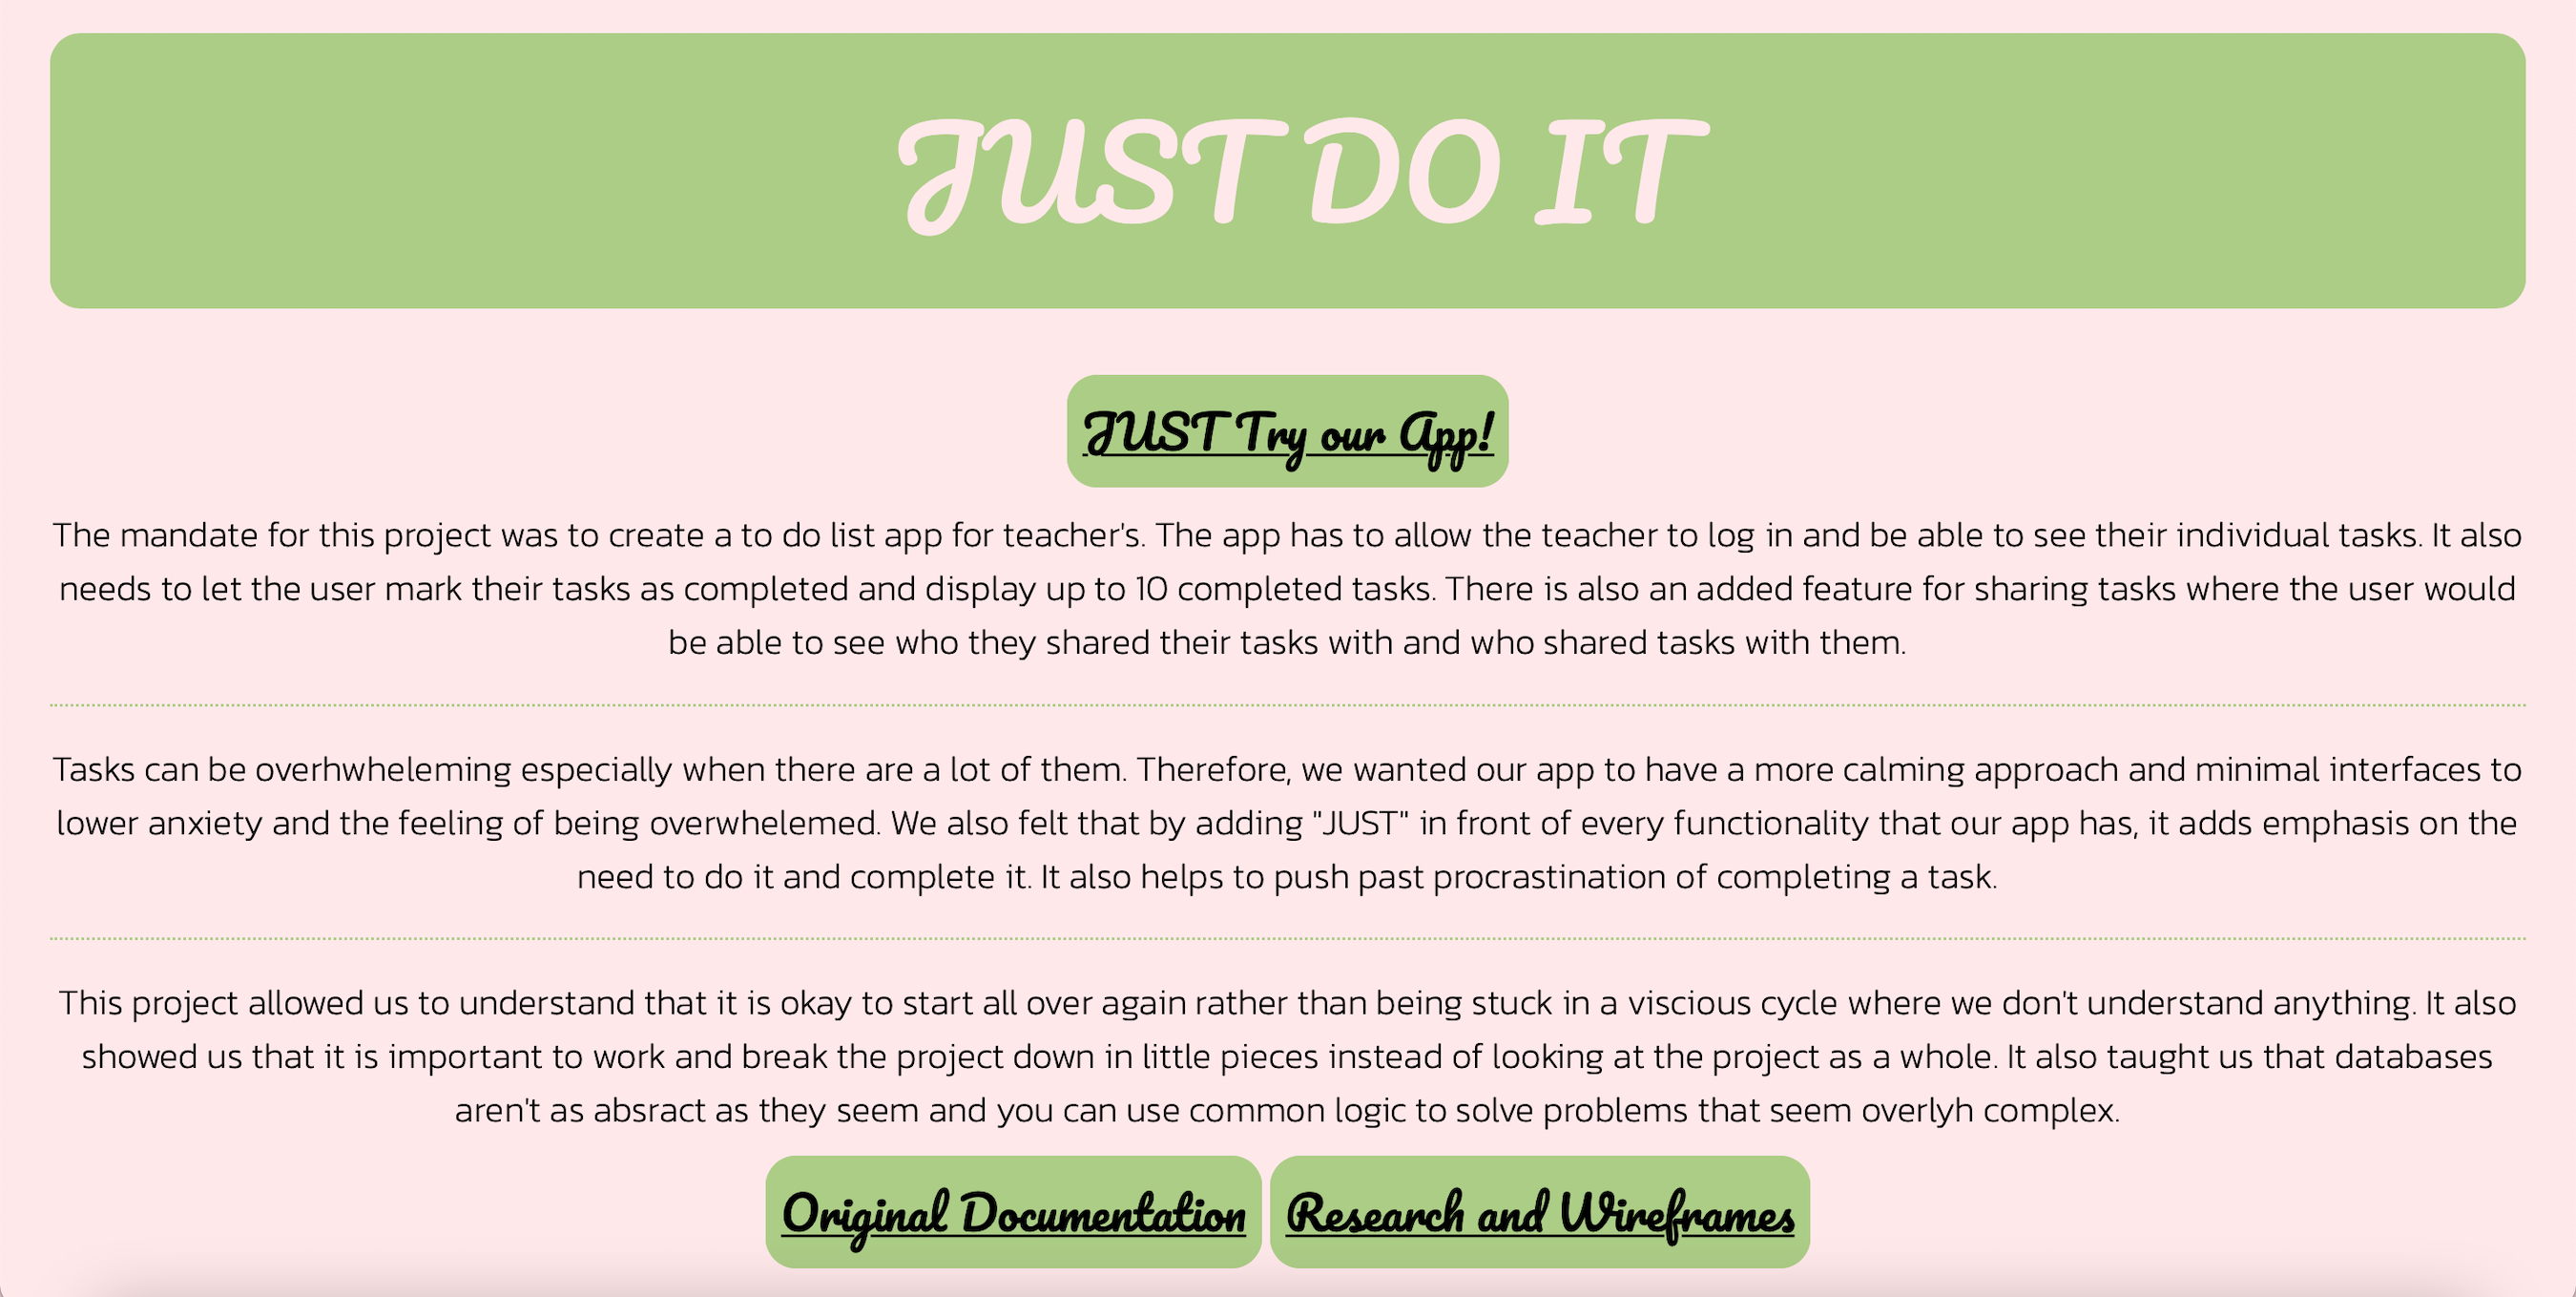 JUST DO IT
JUST Try our App!
The mandate for this project was to create a to do list app for teacher's. The app has to allow the teacher to log in and be able to see their individual tasks. It also
needs to let the user mark their tasks as completed and display up to 10 completed tasks. There is also an added feature for sharing tasks where the user would
be able to see who they shared their tasks with and who shared tasks with them.
Tasks can be overhwheleming especially when there are a lot of them. Therefore, we wanted our app to have a more calming approach and minimal interfaces to
lower anxiety and the feeling of being overwhelemed. We also felt that by adding "JUST" in front of every functionality that our app has, it adds emphasis on the
need to do it and complete it. It also helps to push past procrastination of completing a task.
This project allowed us to understand that it is okay to start all over again rather than being stuck in a viscious cycle where we don't understand anything. It also
showed us that it is important to work and break the project down in little pieces instead of looking at the project as a whole. It also taught us that databases
aren't as absract as they seem and you can use common logic to solve problems that seem overlyh complex.
Original Documentation Research and Wireframes